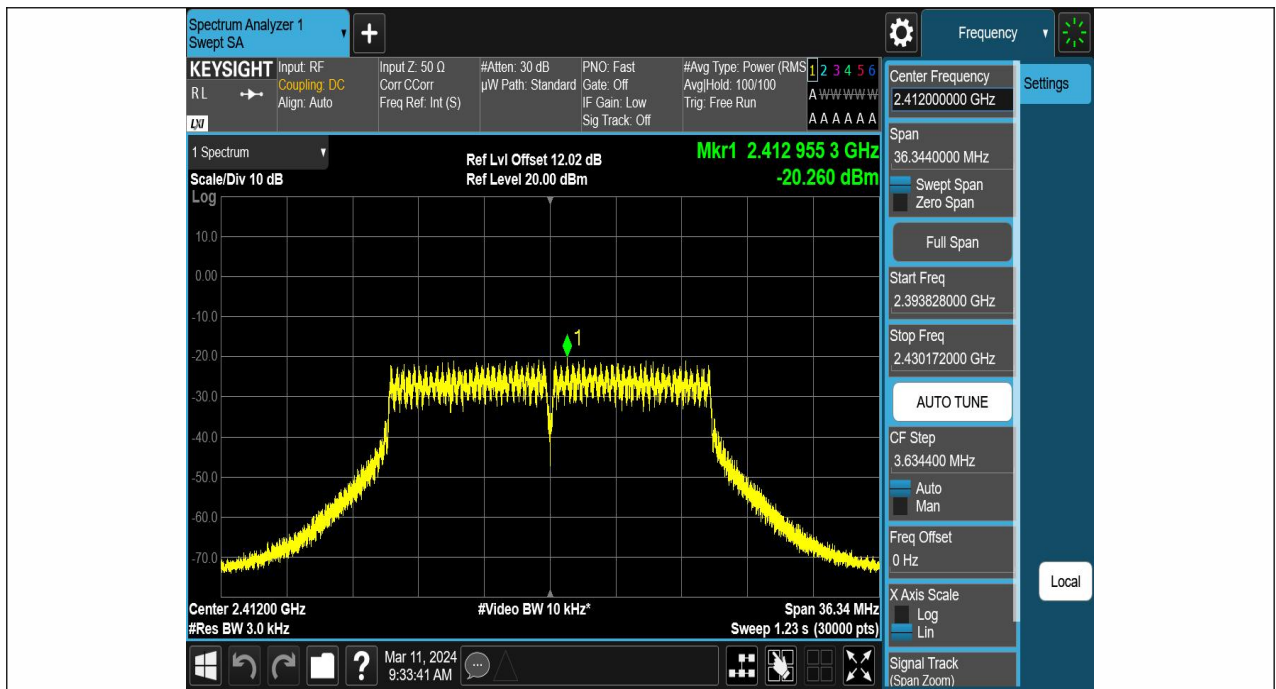 Spectrum Analyzer 1
Swept SA
+
Frequency
KEYSIGHT
R L
LXI
Input: RF
Coupling: DC
Align: Auto
Input Z: 50 Ω
Corr CCorr
Freq Ref: Int (S)
#Atten: 30 dB
µW Path: Standard
PNO: Fast
Gate: Off
IF Gain: Low
Sig Track: Off
#Avg Type: Power (RMS
Avg|Hold: 100/100
Trig: Free Run
1 2 3 4 5 6
A W W W W W
A A A A A A
1 Spectrum
Scale/Div 10 dB
Log
Ref Lvl Offset 12.02 dB
Ref Level 20.00 dBm
Mkr1 2.412 955 3 GHz
-20.260 dBm
10.0
0.00
-10.0
-20.0
-30.0
-40.0
-50.0
-60.0
-70.0
1
Center 2.41200 GHz
#Res BW 3.0 kHz
#Video BW 10 kHz*
Span 36.34 MHz
Sweep 1.23 s (30000 pts)
Mar 11, 2024
9:33:41 AM
?
Center Frequency
2.412000000 GHz
Settings
Span
36.3440000 MHz
Swept Span
Zero Span
Full Span
Start Freq
2.393828000 GHz
Stop Freq
2.430172000 GHz
AUTO TUNE
CF Step
3.634400 MHz
Auto
Man
Freq Offset
0 Hz
X Axis Scale
Log
Lin
Local
Signal Track
(Span Zoom)